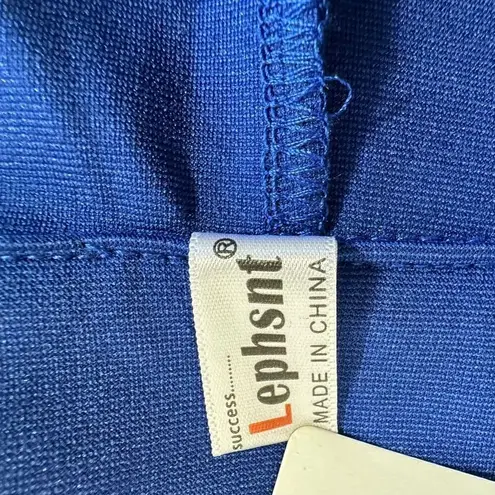 success..........
Lephsnt®
MADE IN CHINA